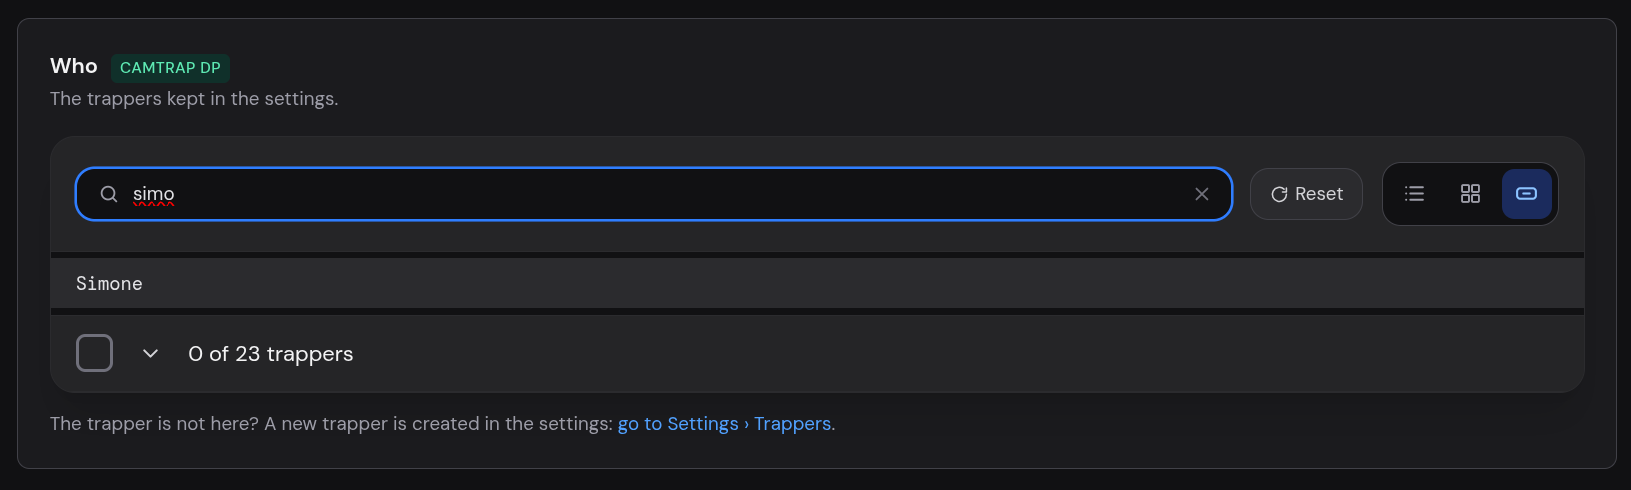 Who CAMTRAP DP
The trappers kept in the settings.
simo Reset
Simone
0 of 23 trappers
The trapper is not here? A new trapper is created in the settings: go to Settings › Trappers.